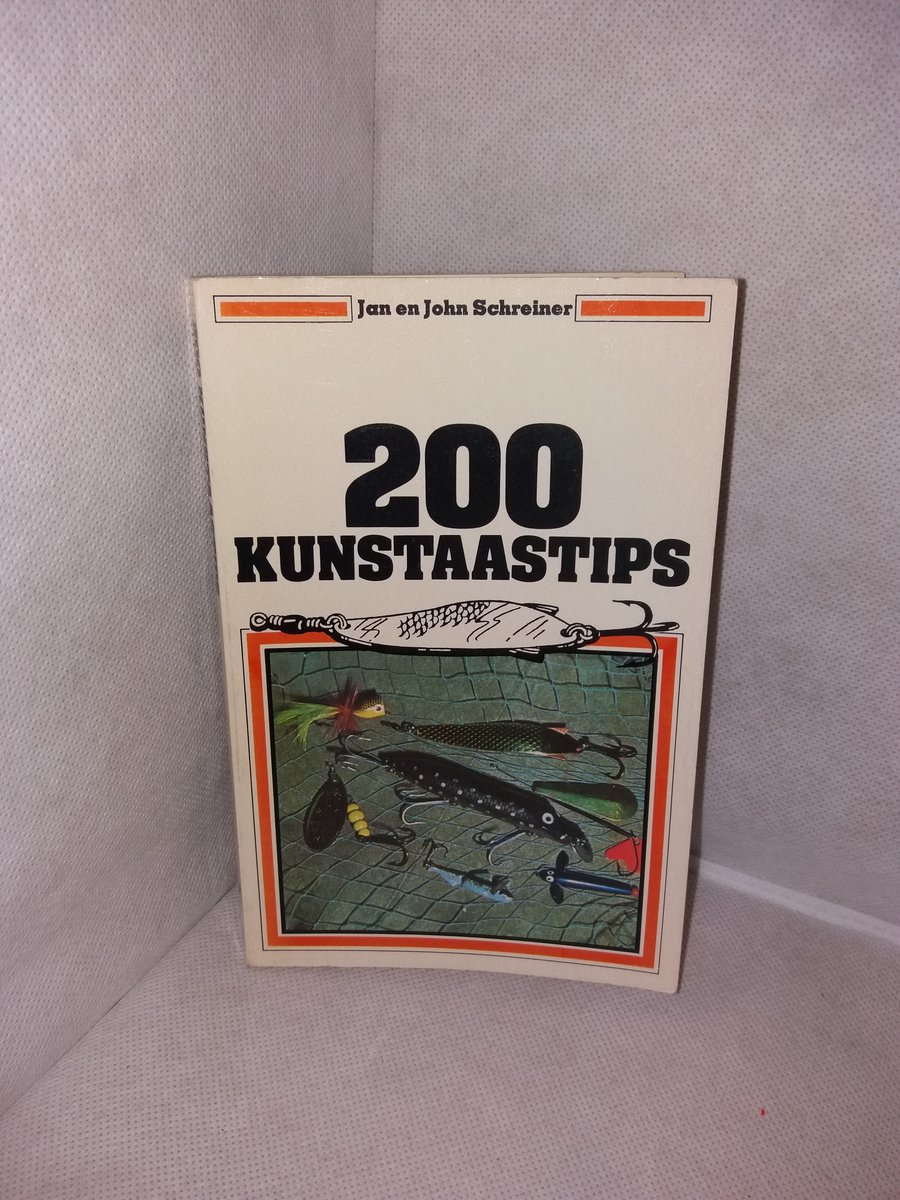 Jan en John Schreiner
200
KUNSTAASTIPS